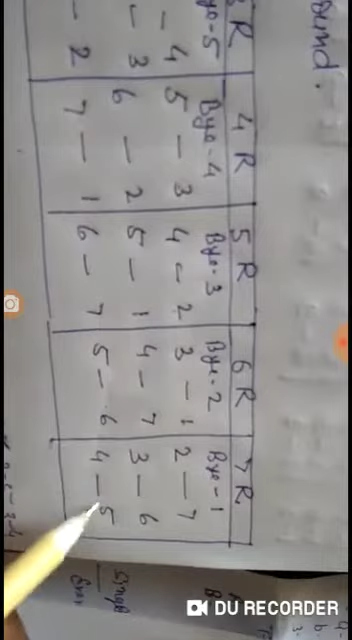 ound.
R 4 R 5 R 6 R 7 R
Bye-5 Bye-4 Bye-3 Bye-2 Bye-1
- 4 5 - 3 4 - 2 3 - 1 2 - 7
- 3 6 - 2 5 - 1 4 - 7 3 - 6
- 2 7 - 1 6 - 7 5 - 6 4 - 5
Single
DU RECORDER